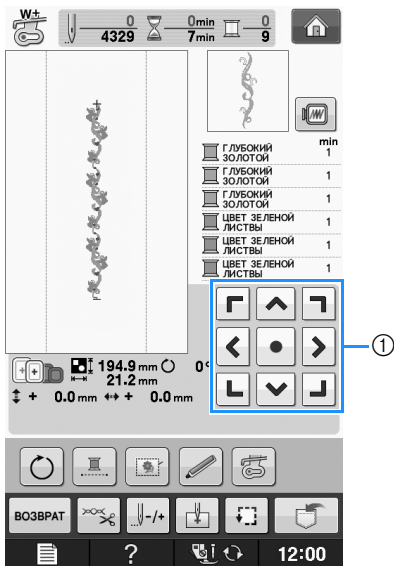 W+
0 0min 0
4329 7min 9
min
ГЛУБОКИЙ
ЗОЛОТОЙ 1
ГЛУБОКИЙ
ЗОЛОТОЙ 1
ГЛУБОКИЙ
ЗОЛОТОЙ 1
ЦВЕТ ЗЕЛЕНОЙ
ЛИСТВЫ 1
ЦВЕТ ЗЕЛЕНОЙ
ЛИСТВЫ 1
ЦВЕТ ЗЕЛЕНОЙ
ЛИСТВЫ 1
1
194.9 mm 0°
21.2 mm
+ 0.0 mm + 0.0 mm
ВОЗВРАТ -/+
? 12:00